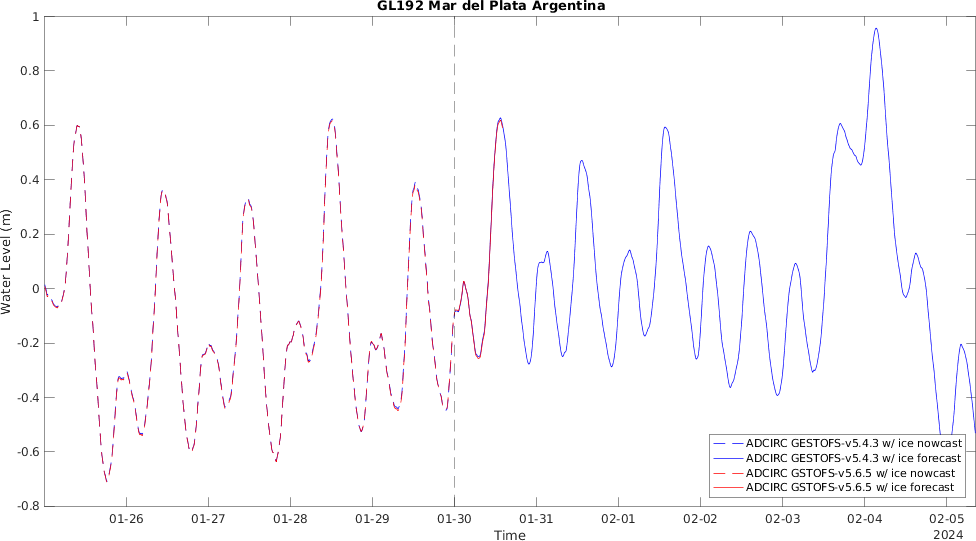 GL192 Mar del Plata Argentina
1
0.8
0.6
0.4
0.2
0
-0.2
-0.4
-0.6
-0.8
Water Level (m)
ADCIRC GESTOFS-v5.4.3 w/ ice nowcast
ADCIRC GESTOFS-v5.4.3 w/ ice forecast
ADCIRC GSTOFS-v5.6.5 w/ ice nowcast
ADCIRC GSTOFS-v5.6.5 w/ ice forecast
01-26 01-27 01-28 01-29 01-30 01-31 02-01 02-02 02-03 02-04 02-05
Time
2024